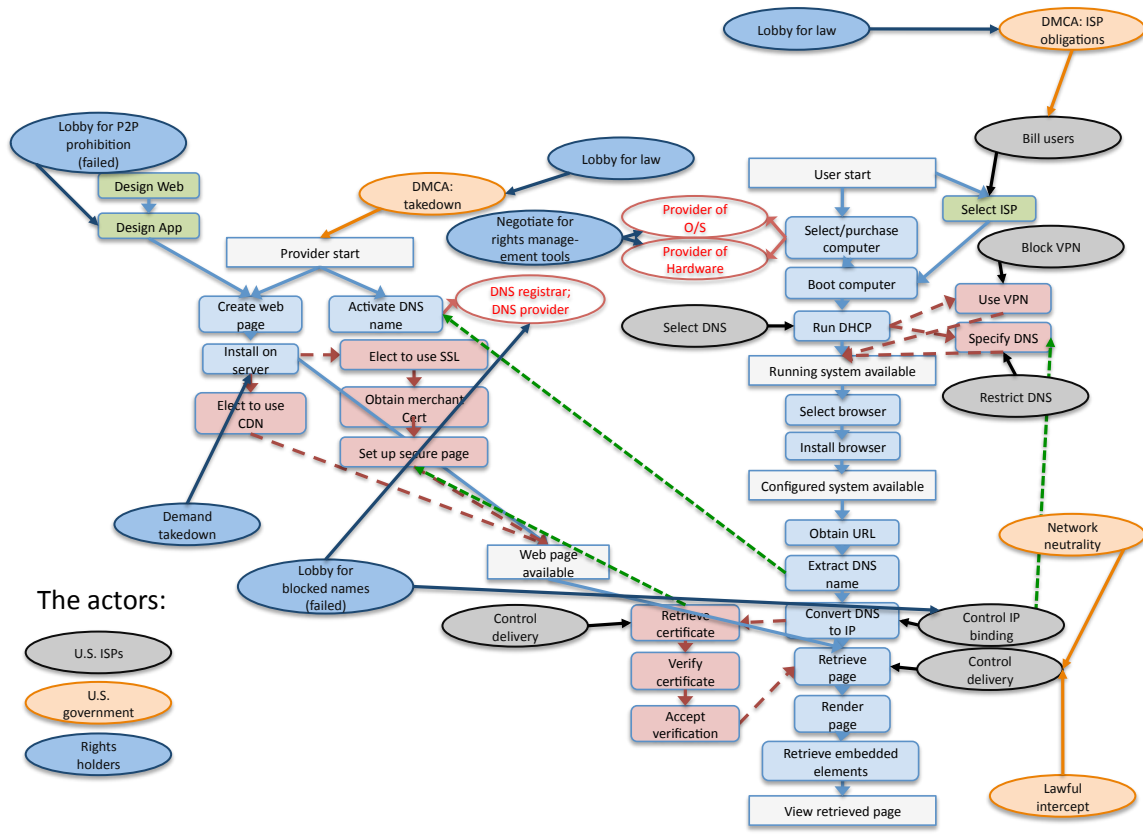 Lobby for law
DMCA: ISP
obligations
Lobby for P2P
prohibition
(failed)
Bill users
Lobby for law
Design Web
DMCA:
takedown
User start
Design App
Select ISP
Negotiate for
rights manage-
ment tools
Provider of
O/S
Provider of
Hardware
Select/purchase
computer
Provider start
Block VPN
Boot computer
Create web
page
Activate DNS
name
DNS registrar;
DNS provider
Use VPN
Select DNS
Run DHCP
Specify DNS
Install on
server
Elect to use SSL
Running system available
Elect to use
CDN
Obtain merchant
Cert
Select browser
Restrict DNS
Set up secure page
Install browser
Configured system available
Demand
takedown
Obtain URL
Network
neutrality
Web page
available
Extract DNS
name
Lobby for
blocked names
(failed)
The actors:
Control
delivery
Retrieve
certificate
Convert DNS
to IP
Control IP
binding
U.S. ISPs
Verify
certificate
Retrieve
page
Control
delivery
U.S.
government
Accept
verification
Render
page
Rights
holders
Retrieve embedded
elements
Lawful
intercept
View retrieved page